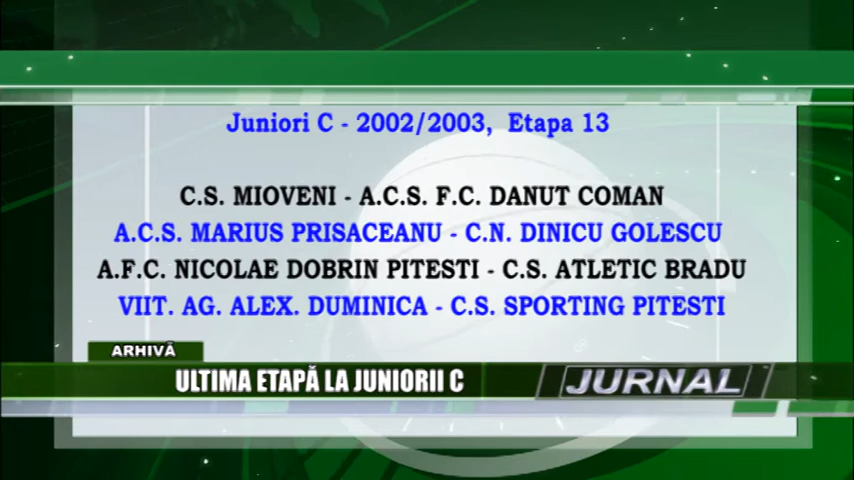 Juniori C - 2002/2003, Etapa 13
C.S. MIOVENI - A.C.S. F.C. DANUT COMAN
A.C.S. MARIUS PRISACEANU - C.N. DINICU GOLESCU
A.F.C. NICOLAE DOBRIN PITESTI - C.S. ATLETIC BRADU
VIIT. AG. ALEX. DUMINICA - C.S. SPORTING PITESTI
ARHIVĂ
ULTIMA ETAPĂ LA JUNIORII C
JURNAL